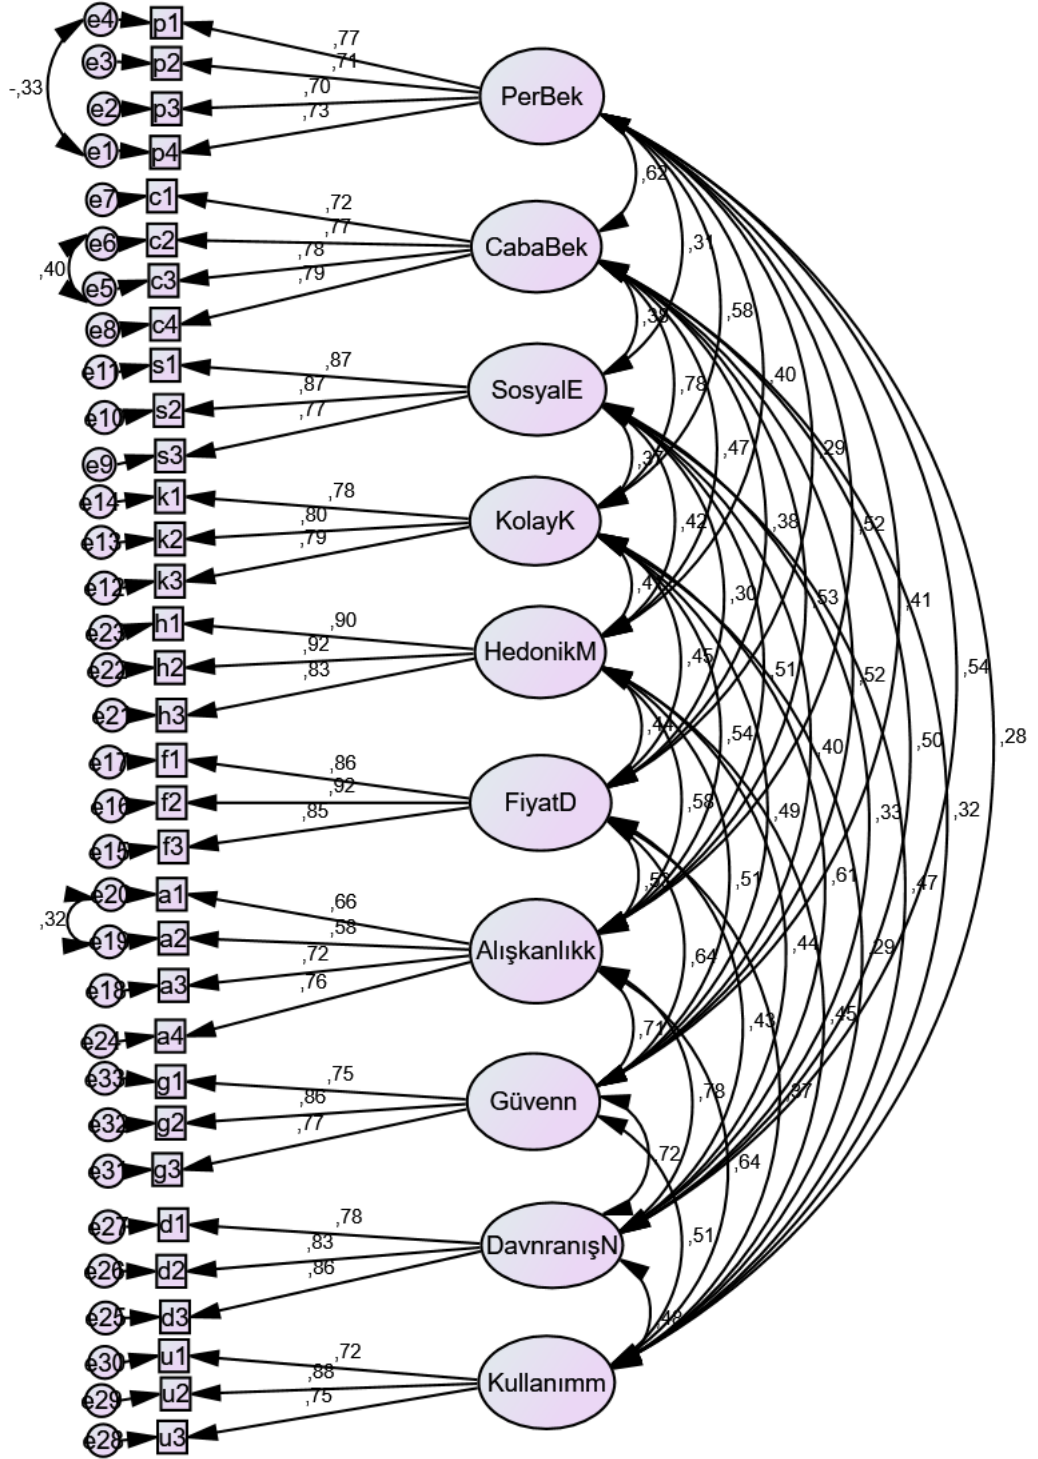 e4 p1
e3 p2
e2 p3
e1 p4
-,33
,77
,71
,70
,73
PerBek
e7 c1
e6 c2
e5 c3
e8 c4
,40
,72
,77
,78
,79
CabaBek
e11 s1
e10 s2
e9 s3
,87
,87
,77
SosyalE
e14 k1
e13 k2
e12 k3
,78
,80
,79
KolayK
e23 h1
e22 h2
e21 h3
,90
,92
,83
HedonikM
e17 f1
e16 f2
e15 f3
,86
,92
,85
FiyatD
e20 a1
e19 a2
e18 a3
e24 a4
,32
,66
,58
,72
,76
Alışkanlıkk
e33 g1
e32 g2
e31 g3
,75
,86
,77
Güvenn
e27 d1
e26 d2
e25 d3
,78
,83
,86
DavnranışN
e30 u1
e29 u2
e28 u3
,72
,88
,75
Kullanımm
,62
,31
,58
,40
,29
,52
,41
,54
,28
,78
,47
,38
,53
,52
,50
,32
,37
,42
,30
,51
,40
,33
,47
,45
,54
,49
,61
,29
,44
,58
,51
,44
,45
,64
,43
,37
,71
,78
,64
,72
,51
,48